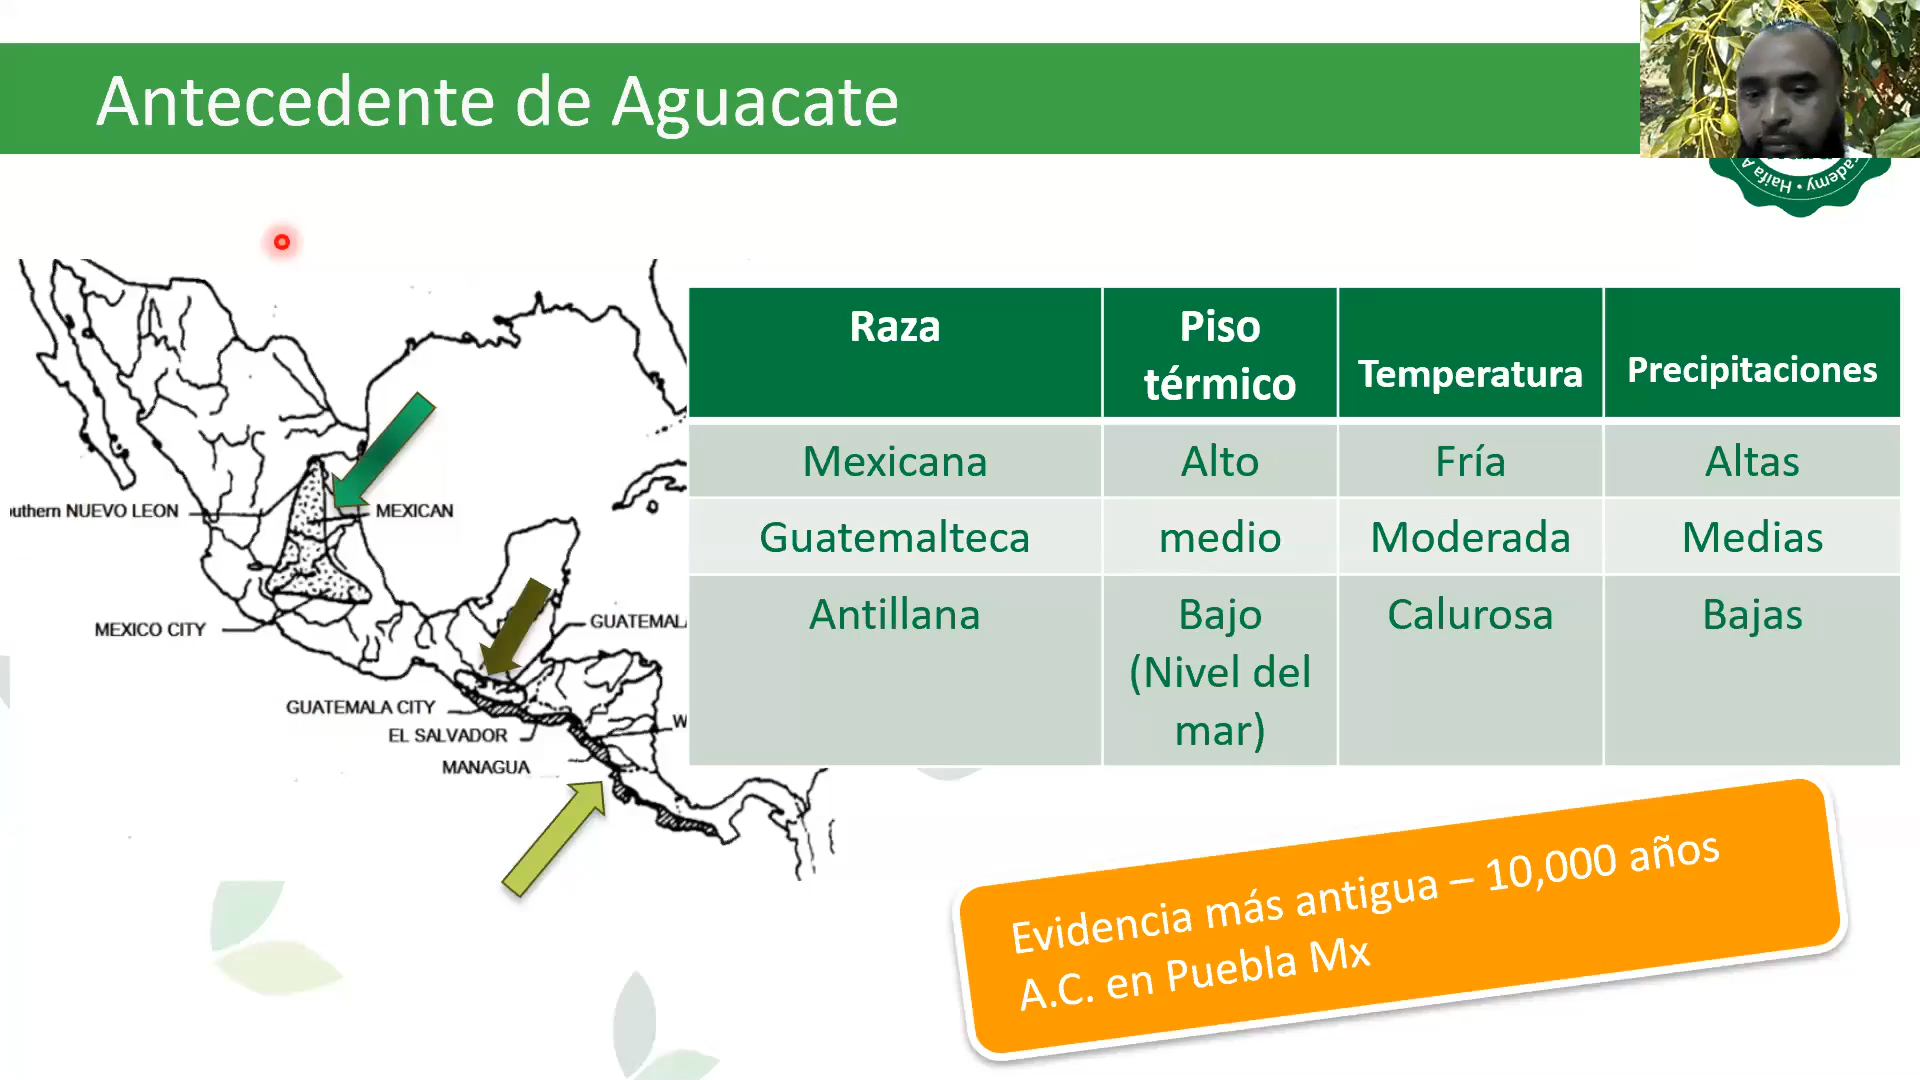 Antecedente de Aguacate
Haifa A
cademy •
Raza
Piso
térmico
Temperatura
Precipitaciones
Mexicana
Alto
Fría
Altas
Guatemalteca
medio
Moderada
Medias
Antillana
Bajo
(Nivel del
mar)
Calurosa
Bajas
uthern NUEVO LEON
MEXICAN
MEXICO CITY
GUATEMAL
GUATEMALA CITY
EL SALVADOR
W
MANAGUA
Evidencia más antigua – 10,000 años
A.C. en Puebla Mx